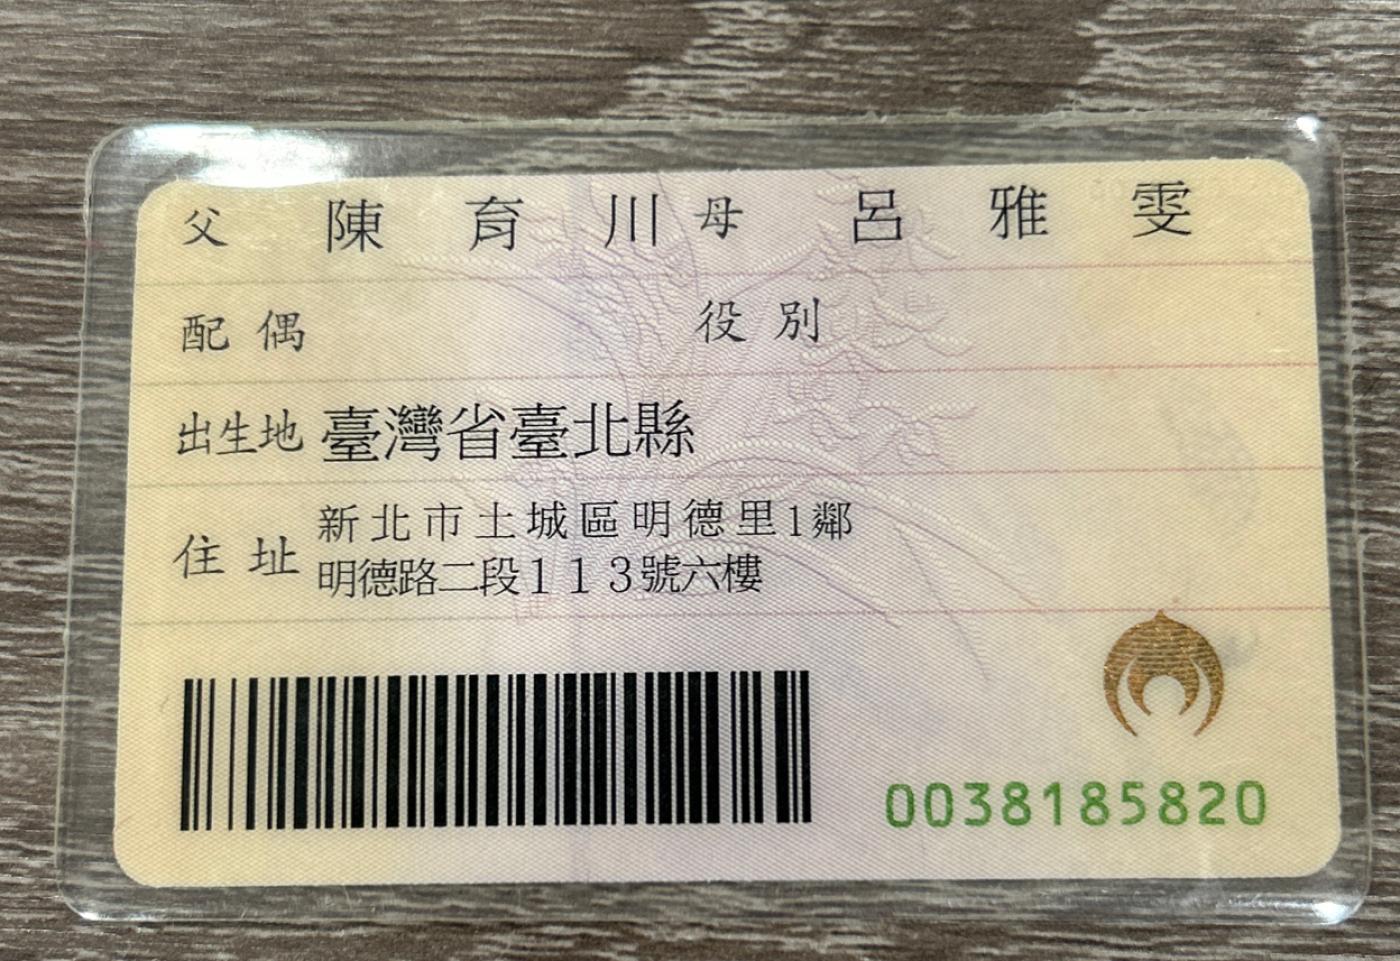 父 陳育川 母 呂雅雯
配偶 役別
出生地 臺灣省臺北縣
住址 新北市土城區明德里1鄰
明德路二段113號六樓
0038185820